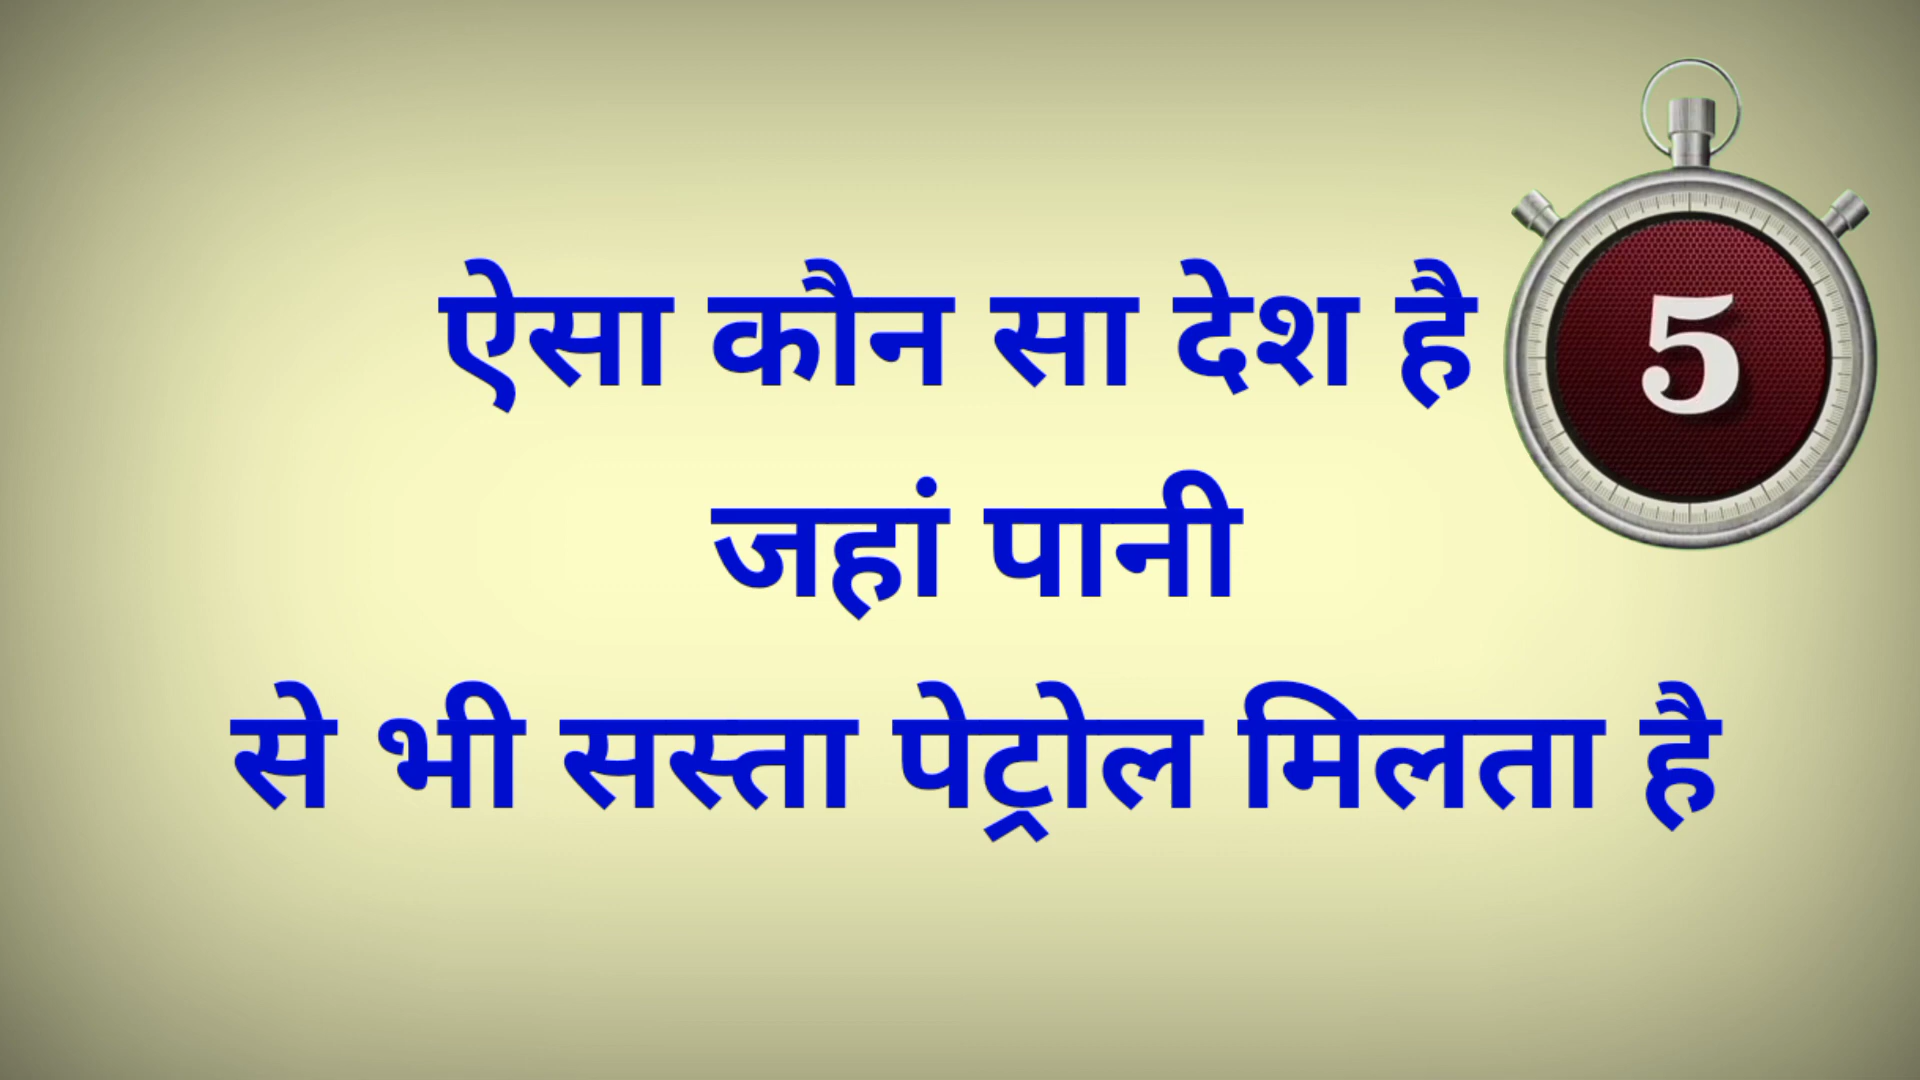 ऐसा कौन सा देश है
5
जहां पानी
से भी सस्ता पेट्रोल मिलता है